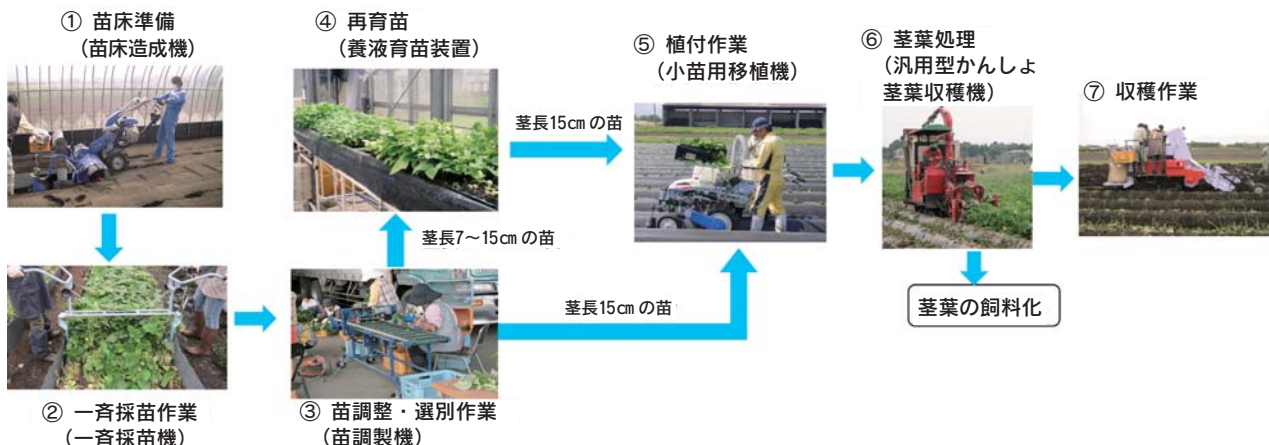 ① 苗床準備
（苗床造成機）
④ 再育苗
（養液育苗装置）
⑤ 植付作業
（小苗用移植機）
⑥ 茎葉処理
（汎用型かんしょ
茎葉収穫機）
⑦ 収穫作業
茎長15cm の苗
茎長7～15cm の苗
茎長15cm の苗
茎葉の飼料化
② 一斉採苗作業
（一斉採苗機）
③ 苗調整・選別作業
（苗調製機）